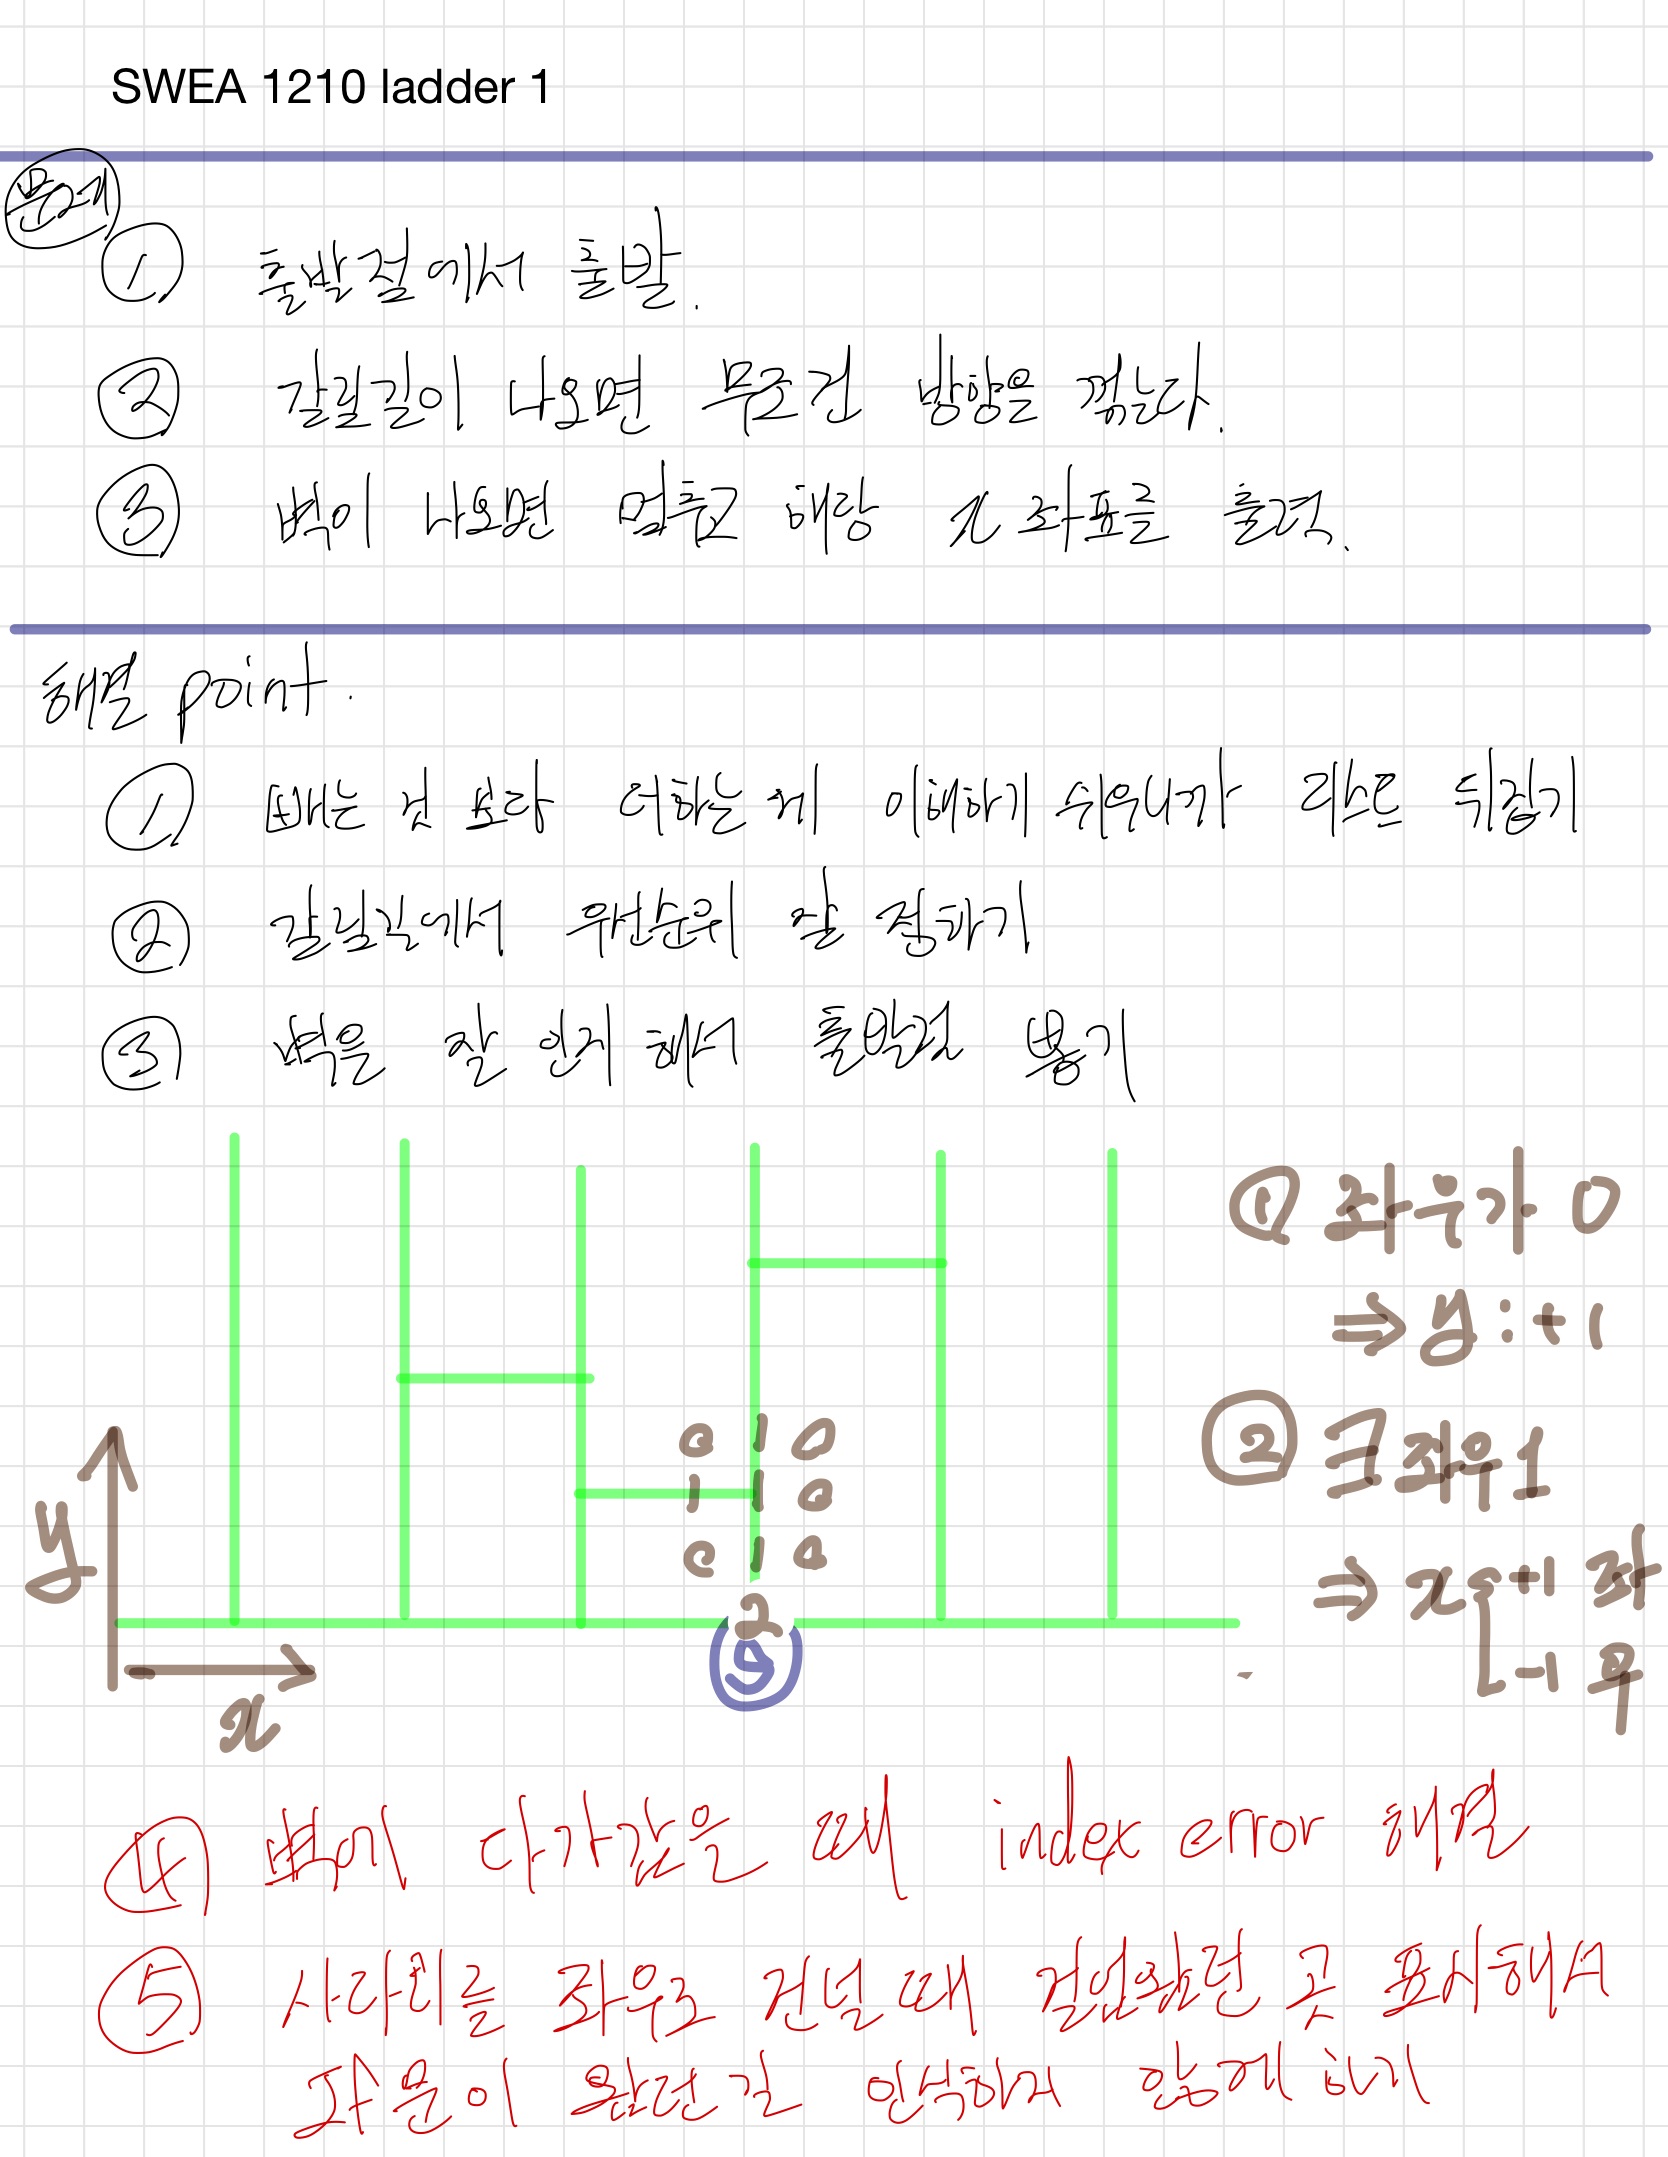 SWEA 1210 ladder 1
문제
① 출발점에서 출발.
② 갈림길이 나오면 무조건 방향을 꺾는다.
③ 벽이 나오면 멈추고 해당 x 좌표를 출력.
해결 point.
① 빼는 것 보다 더하는 게 이해하기 쉬우니까 리스트 뒤집기
② 갈림길에서 우선순위 잘 정하기
③ 벽을 잘 인지 해서 출발점 뽑기
① 좌우가 0
⇒ y : +1
② ∃ 좌우 1
⇒ x +1 좌
-1 우
0 1 0
1 1 0
0 1 0
2
S
y
x
④ 벽에 다가갔을 때 index error 해결
⑤ 사다리를 좌우로 건널 때 걸었왔던 곳 표시해서
좌문이 왔던길 인식하지 않게 하기